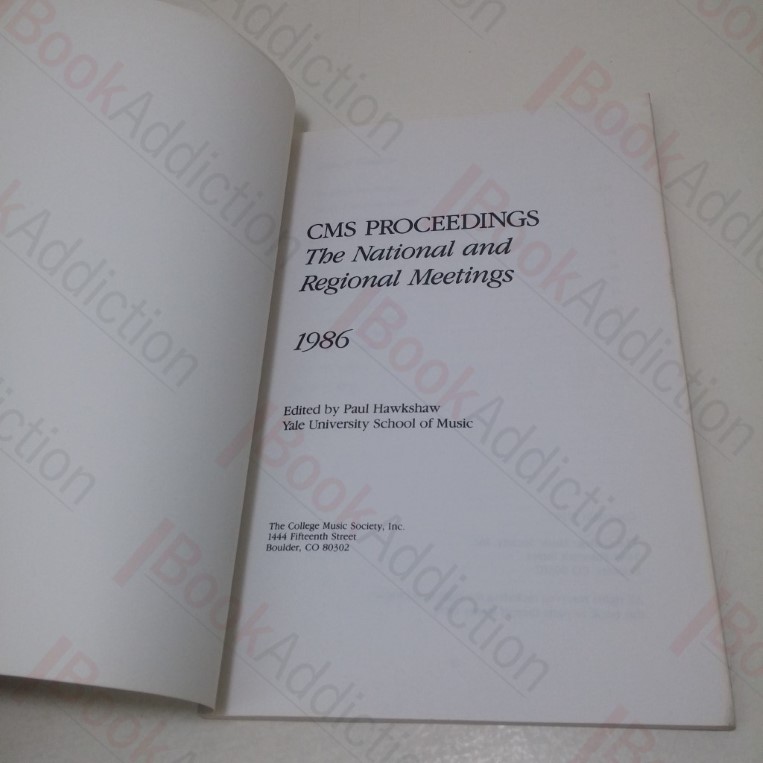 CMS PROCEEDINGS
The National and
Regional Meetings
1986
Edited by Paul Hawkshaw
Yale University School of Music
The College Music Society, Inc.
1444 Fifteenth Street
Boulder, CO 80302
BookAddiction